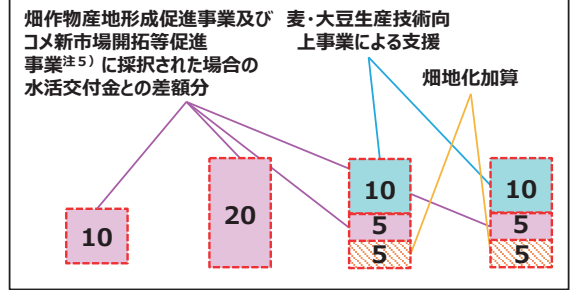 畑作物産地形成促進事業及び
コメ新市場開拓等促進
事業注５）に採択された場合の
水活交付金との差額分
麦・大豆生産技術向
上事業による支援
畑地化加算
10
20
10
5
5
10
5
5